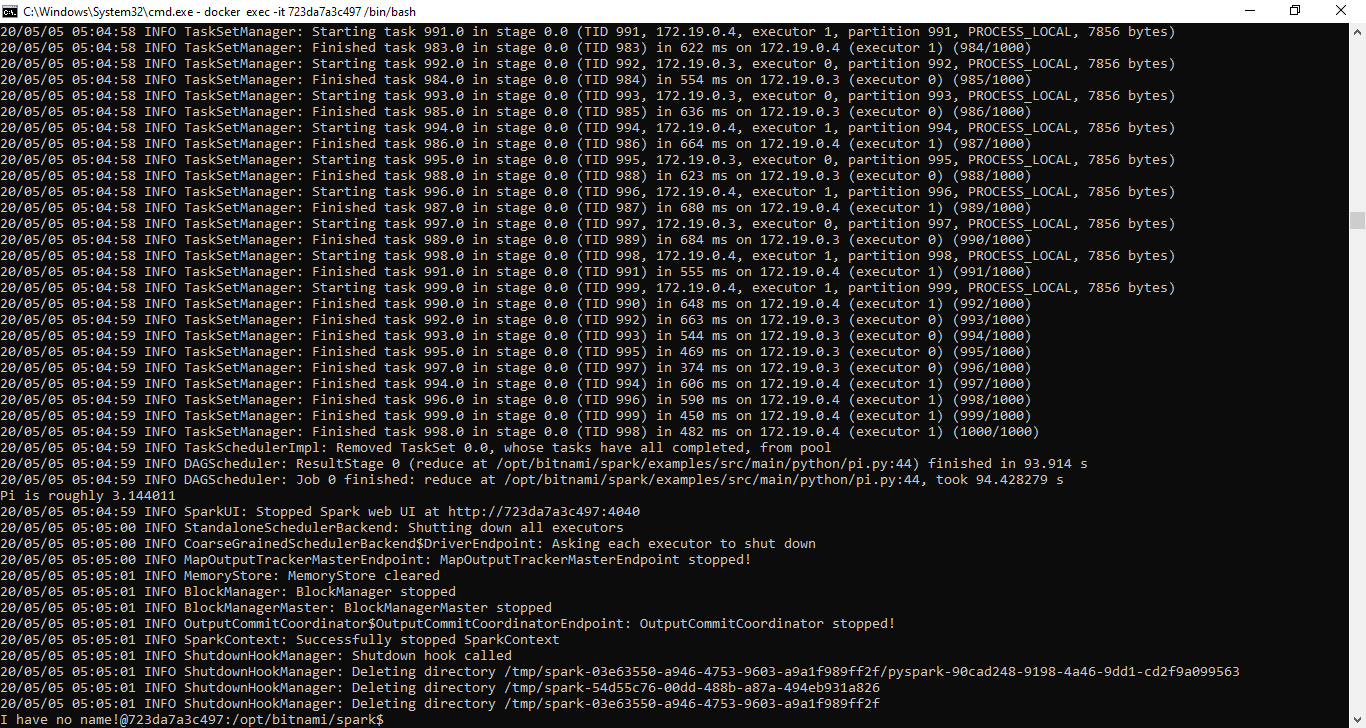 C:\Windows\System32\cmd.exe - docker exec -it 723da7a3c497 /bin/bash
20/05/05 05:04:58 INFO TaskSetManager: Starting task 991.0 in stage 0.0 (TID 991, 172.19.0.4, executor 1, partition 991, PROCESS_LOCAL, 7856 bytes)
20/05/05 05:04:58 INFO TaskSetManager: Finished task 983.0 in stage 0.0 (TID 983) in 622 ms on 172.19.0.4 (executor 1) (984/1000)
20/05/05 05:04:58 INFO TaskSetManager: Starting task 992.0 in stage 0.0 (TID 992, 172.19.0.3, executor 0, partition 992, PROCESS_LOCAL, 7856 bytes)
20/05/05 05:04:58 INFO TaskSetManager: Finished task 984.0 in stage 0.0 (TID 984) in 554 ms on 172.19.0.3 (executor 0) (985/1000)
20/05/05 05:04:58 INFO TaskSetManager: Starting task 993.0 in stage 0.0 (TID 993, 172.19.0.3, executor 0, partition 993, PROCESS_LOCAL, 7856 bytes)
20/05/05 05:04:58 INFO TaskSetManager: Finished task 985.0 in stage 0.0 (TID 985) in 636 ms on 172.19.0.3 (executor 0) (986/1000)
20/05/05 05:04:58 INFO TaskSetManager: Starting task 994.0 in stage 0.0 (TID 994, 172.19.0.4, executor 1, partition 994, PROCESS_LOCAL, 7856 bytes)
20/05/05 05:04:58 INFO TaskSetManager: Finished task 986.0 in stage 0.0 (TID 986) in 664 ms on 172.19.0.4 (executor 1) (987/1000)
20/05/05 05:04:58 INFO TaskSetManager: Starting task 995.0 in stage 0.0 (TID 995, 172.19.0.3, executor 0, partition 995, PROCESS_LOCAL, 7856 bytes)
20/05/05 05:04:58 INFO TaskSetManager: Finished task 988.0 in stage 0.0 (TID 988) in 623 ms on 172.19.0.3 (executor 0) (988/1000)
20/05/05 05:04:58 INFO TaskSetManager: Starting task 996.0 in stage 0.0 (TID 996, 172.19.0.4, executor 1, partition 996, PROCESS_LOCAL, 7856 bytes)
20/05/05 05:04:58 INFO TaskSetManager: Finished task 987.0 in stage 0.0 (TID 987) in 680 ms on 172.19.0.4 (executor 1) (989/1000)
20/05/05 05:04:58 INFO TaskSetManager: Starting task 997.0 in stage 0.0 (TID 997, 172.19.0.3, executor 0, partition 997, PROCESS_LOCAL, 7856 bytes)
20/05/05 05:04:58 INFO TaskSetManager: Finished task 989.0 in stage 0.0 (TID 989) in 684 ms on 172.19.0.3 (executor 0) (990/1000)
20/05/05 05:04:58 INFO TaskSetManager: Starting task 998.0 in stage 0.0 (TID 998, 172.19.0.4, executor 1, partition 998, PROCESS_LOCAL, 7856 bytes)
20/05/05 05:04:58 INFO TaskSetManager: Finished task 991.0 in stage 0.0 (TID 991) in 555 ms on 172.19.0.4 (executor 1) (991/1000)
20/05/05 05:04:58 INFO TaskSetManager: Starting task 999.0 in stage 0.0 (TID 999, 172.19.0.4, executor 1, partition 999, PROCESS_LOCAL, 7856 bytes)
20/05/05 05:04:58 INFO TaskSetManager: Finished task 990.0 in stage 0.0 (TID 990) in 648 ms on 172.19.0.4 (executor 1) (992/1000)
20/05/05 05:04:59 INFO TaskSetManager: Finished task 992.0 in stage 0.0 (TID 992) in 663 ms on 172.19.0.3 (executor 0) (993/1000)
20/05/05 05:04:59 INFO TaskSetManager: Finished task 993.0 in stage 0.0 (TID 993) in 544 ms on 172.19.0.3 (executor 0) (994/1000)
20/05/05 05:04:59 INFO TaskSetManager: Finished task 995.0 in stage 0.0 (TID 995) in 469 ms on 172.19.0.3 (executor 0) (995/1000)
20/05/05 05:04:59 INFO TaskSetManager: Finished task 997.0 in stage 0.0 (TID 997) in 374 ms on 172.19.0.3 (executor 0) (996/1000)
20/05/05 05:04:59 INFO TaskSetManager: Finished task 994.0 in stage 0.0 (TID 994) in 606 ms on 172.19.0.4 (executor 1) (997/1000)
20/05/05 05:04:59 INFO TaskSetManager: Finished task 996.0 in stage 0.0 (TID 996) in 590 ms on 172.19.0.4 (executor 1) (998/1000)
20/05/05 05:04:59 INFO TaskSetManager: Finished task 999.0 in stage 0.0 (TID 999) in 450 ms on 172.19.0.4 (executor 1) (999/1000)
20/05/05 05:04:59 INFO TaskSetManager: Finished task 998.0 in stage 0.0 (TID 998) in 482 ms on 172.19.0.4 (executor 1) (1000/1000)
20/05/05 05:04:59 INFO TaskSchedulerImpl: Removed TaskSet 0.0, whose tasks have all completed, from pool
20/05/05 05:04:59 INFO DAGScheduler: ResultStage 0 (reduce at /opt/bitnami/spark/examples/src/main/python/pi.py:44) finished in 93.914 s
20/05/05 05:04:59 INFO DAGScheduler: Job 0 finished: reduce at /opt/bitnami/spark/examples/src/main/python/pi.py:44, took 94.428279 s
Pi is roughly 3.144011
20/05/05 05:04:59 INFO SparkUI: Stopped Spark web UI at http://723da7a3c497:4040
20/05/05 05:05:00 INFO StandaloneSchedulerBackend: Shutting down all executors
20/05/05 05:05:00 INFO CoarseGrainedSchedulerBackend$DriverEndpoint: Asking each executor to shut down
20/05/05 05:05:00 INFO MapOutputTrackerMasterEndpoint: MapOutputTrackerMasterEndpoint stopped!
20/05/05 05:05:01 INFO MemoryStore: MemoryStore cleared
20/05/05 05:05:01 INFO BlockManager: BlockManager stopped
20/05/05 05:05:01 INFO BlockManagerMaster: BlockManagerMaster stopped
20/05/05 05:05:01 INFO OutputCommitCoordinator$OutputCommitCoordinatorEndpoint: OutputCommitCoordinator stopped!
20/05/05 05:05:01 INFO SparkContext: Successfully stopped SparkContext
20/05/05 05:05:01 INFO ShutdownHookManager: Shutdown hook called
20/05/05 05:05:01 INFO ShutdownHookManager: Deleting directory /tmp/spark-03e63550-a946-4753-9603-a9a1f989ff2f/pyspark-90cad248-9198-4a46-9dd1-cd2f9a099563
20/05/05 05:05:01 INFO ShutdownHookManager: Deleting directory /tmp/spark-54d55c76-00dd-488b-a87a-494eb931a826
20/05/05 05:05:01 INFO ShutdownHookManager: Deleting directory /tmp/spark-03e63550-a946-4753-9603-a9a1f989ff2f
I have no name!@723da7a3c497:/opt/bitnami/spark$